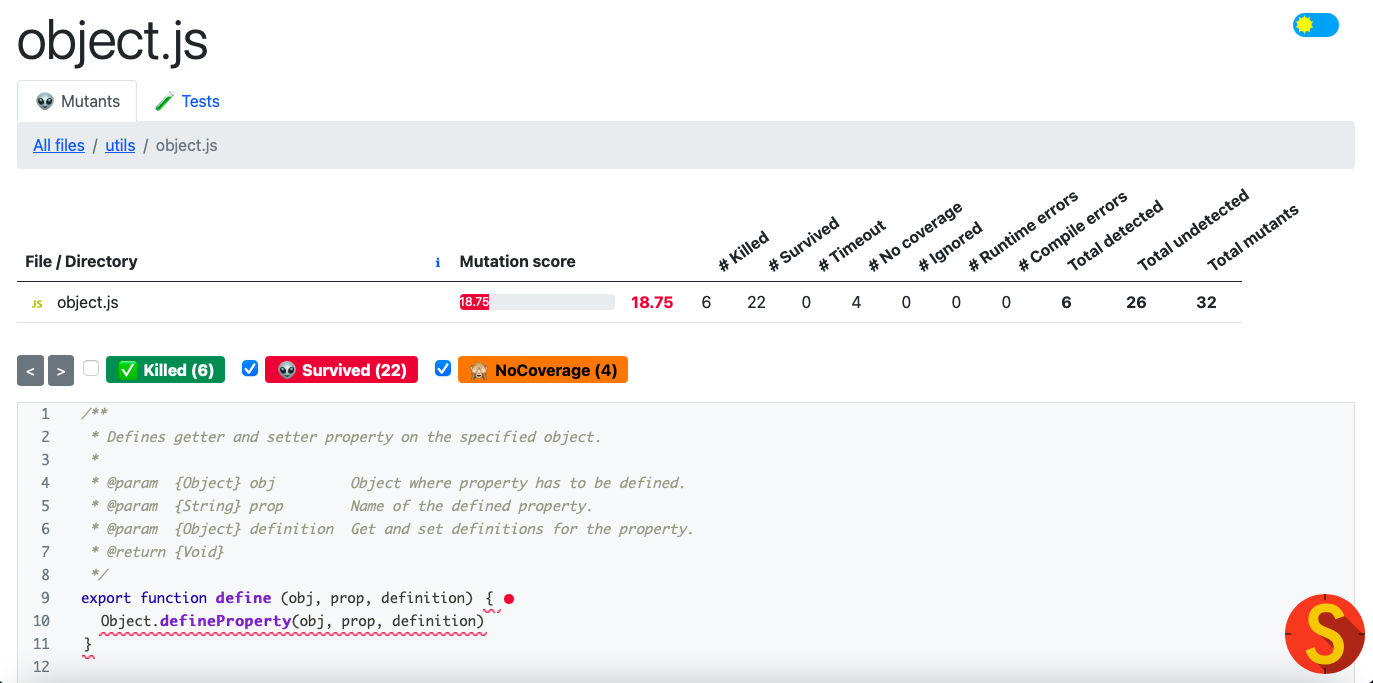 object.js
Mutants Tests
All files / utils / object.js
File / Directory i Mutation score # Killed # Survived # Timeout # No coverage # Ignored # Runtime errors # Compile errors Total detected Total undetected Total mutants
JS object.js 18.75 18.75 6 22 0 4 0 0 0 6 26 32
< > Killed (6) Survived (22) NoCoverage (4)
1 /**
2 * Defines getter and setter property on the specified object.
3 *
4 * @param {Object} obj Object where property has to be defined.
5 * @param {String} prop Name of the defined property.
6 * @param {Object} definition Get and set definitions for the property.
7 * @return {Void}
8 */
9 export function define (obj, prop, definition) {
10 Object.defineProperty(obj, prop, definition)
11 }
12
S